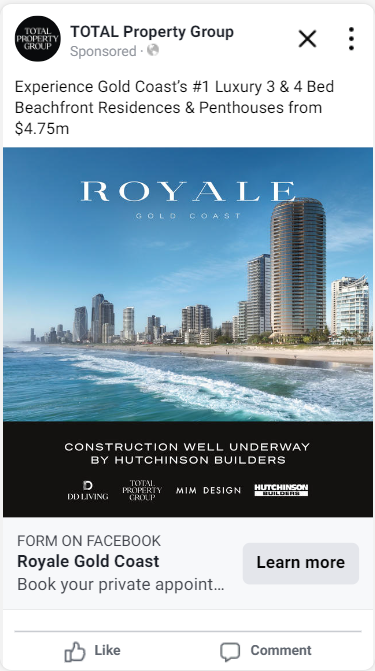 TOTAL PROPERTY GROUP
TOTAL Property Group
Sponsored ·
Experience Gold Coast's #1 Luxury 3 & 4 Bed
Beachfront Residences & Penthouses from
$4.75m
ROYALE
GOLD COAST
CONSTRUCTION WELL UNDERWAY
BY HUTCHINSON BUILDERS
D DD LIVING TOTAL PROPERTY GROUP MIM DESIGN HUTCHINSON BUILDERS
FORM ON FACEBOOK
Royale Gold Coast
Book your private appoint...
Learn more
Like Comment